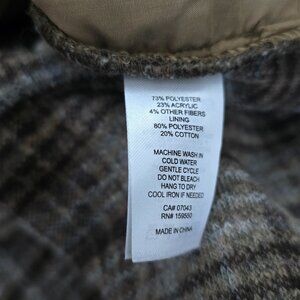 73% POLYESTER
23% ACRYLIC
4% OTHER FIBERS
LINING
80% POLYESTER
20% COTTON
MACHINE WASH IN
COLD WATER
GENTLE CYCLE
DO NOT BLEACH
HANG TO DRY
COOL IRON IF NEEDED
CA# 07043
RN# 159550
MADE IN CHINA